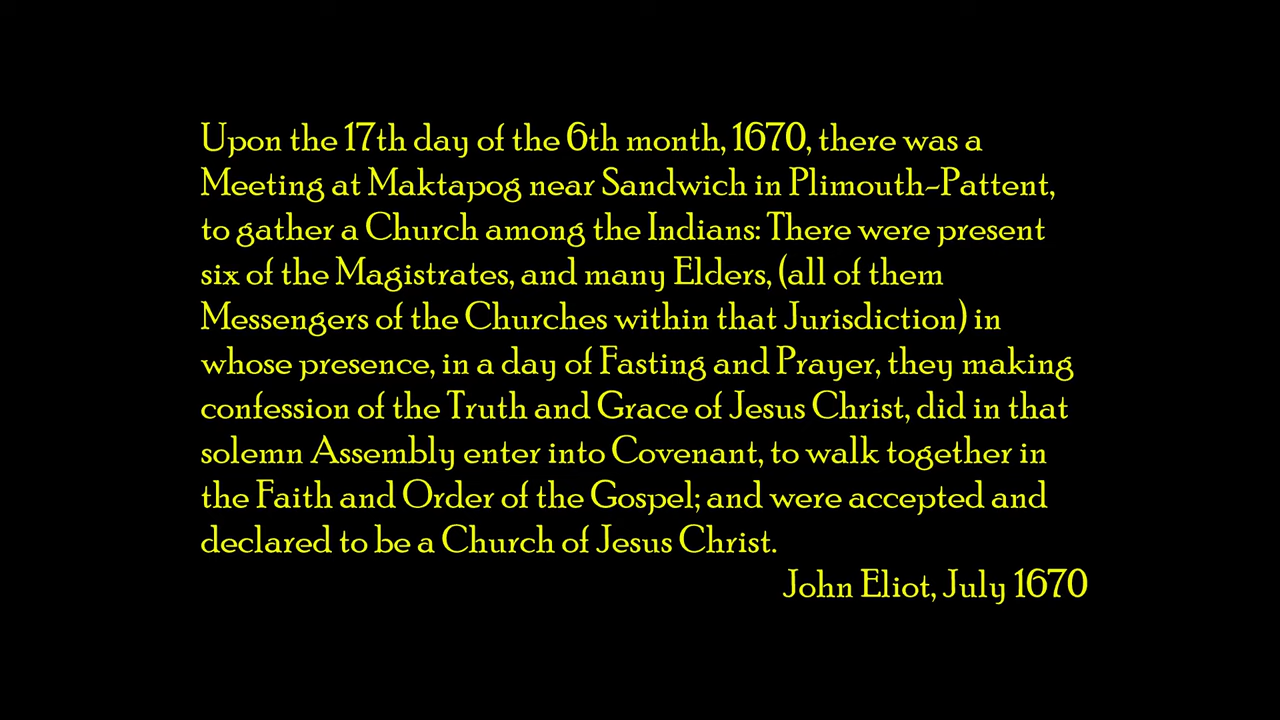 Upon the 17th day of the 6th month, 1670, there was a
Meeting at Maktapog near Sandwich in Plimouth-Pattent,
to gather a Church among the Indians: There were present
six of the Magistrates, and many Elders, (all of them
Messengers of the Churches within that Jurisdiction) in
whose presence, in a day of Fasting and Prayer, they making
confession of the Truth and Grace of Jesus Christ, did in that
solemn Assembly enter into Covenant, to walk together in
the Faith and Order of the Gospel; and were accepted and
declared to be a Church of Jesus Christ.
John Eliot, July 1670